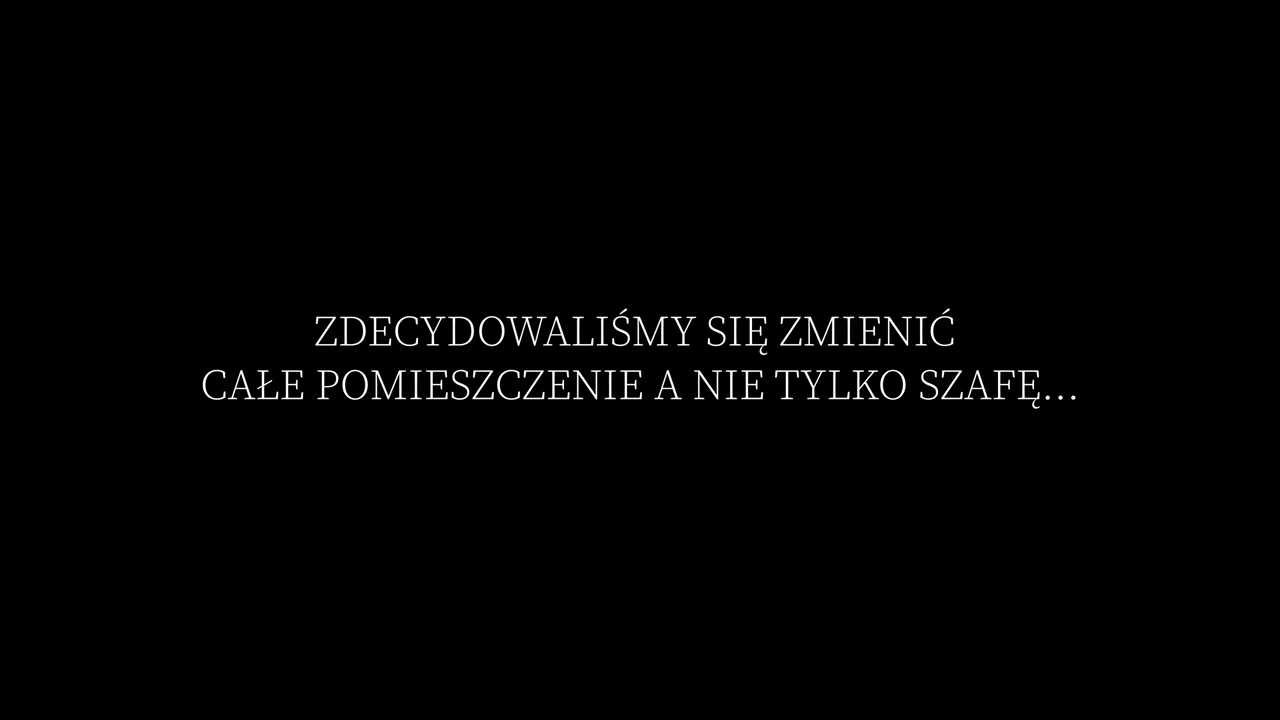 ZDECYDOWALIŚMY SIĘ ZMIENIĆ
CAŁE POMIESZCZENIE A NIE TYLKO SZAFĘ...